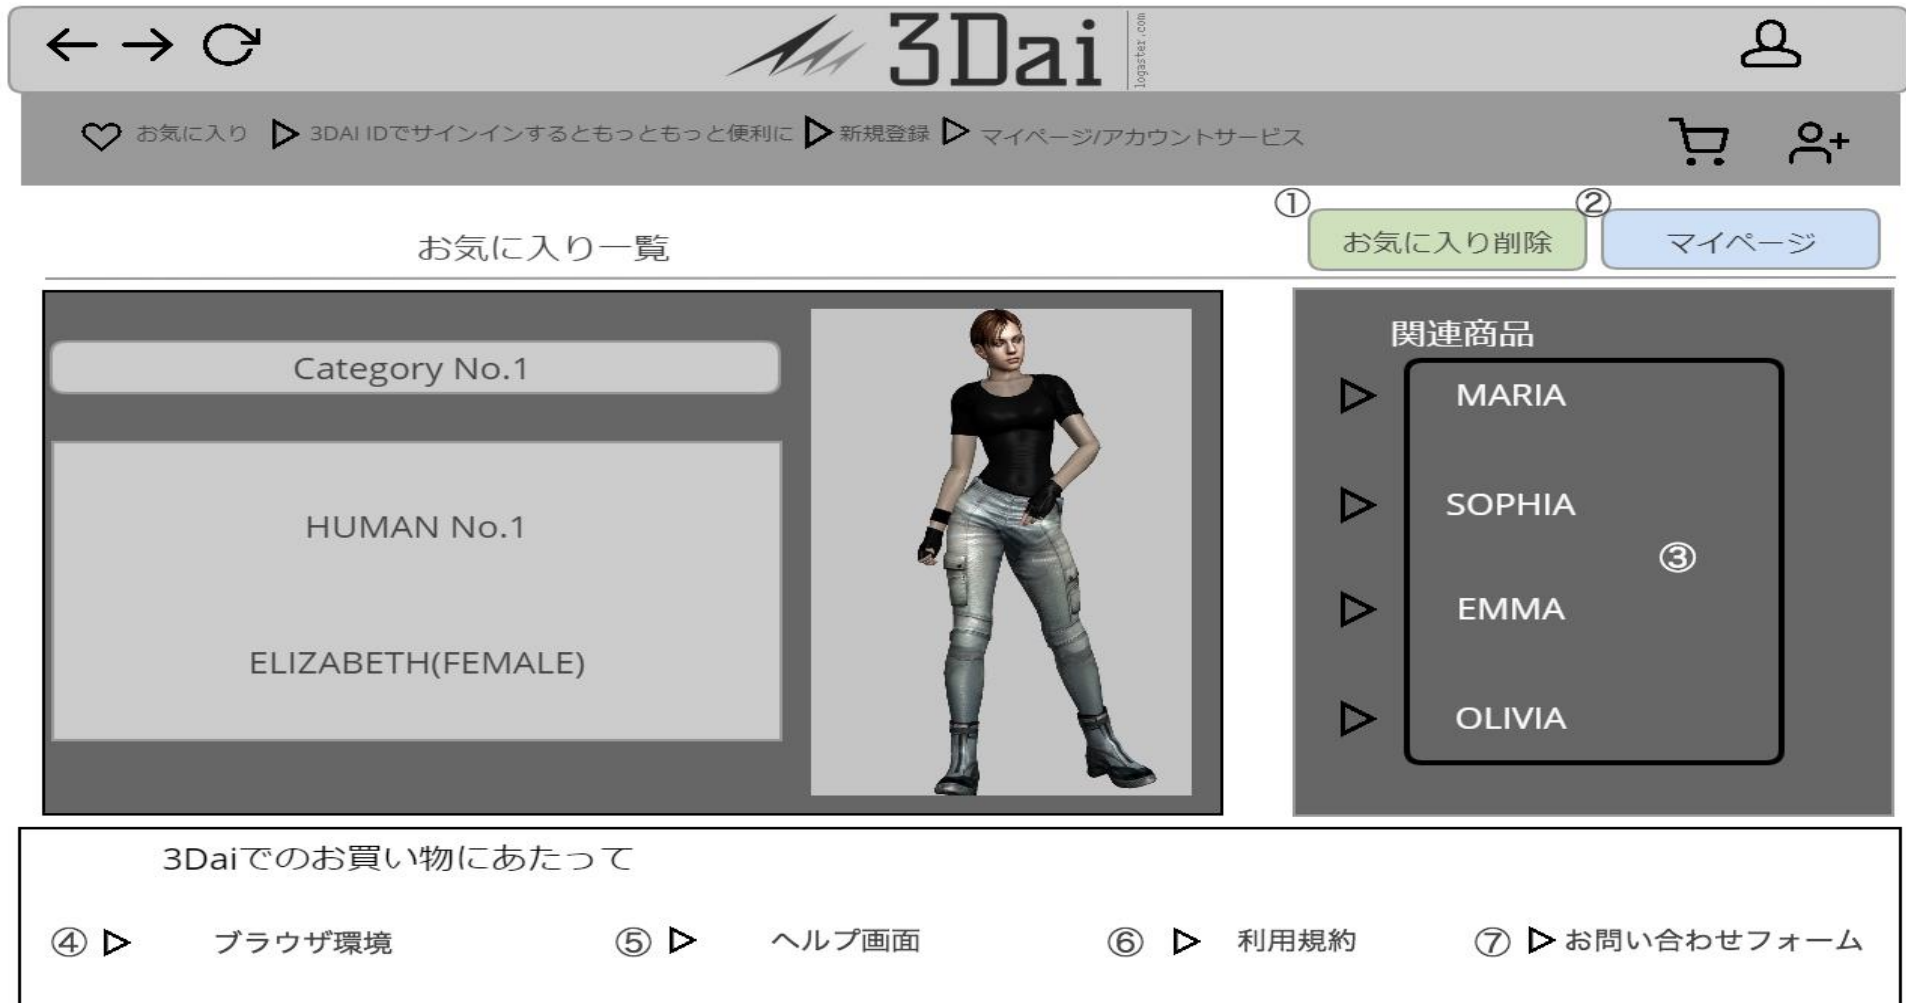 3Dai
logaster.com
お気に入り
3DAI IDでサインインするともっともっと便利に
新規登録
マイページ/アカウントサービス
お気に入り一覧
①
お気に入り削除
②
マイページ
Category No.1
HUMAN No.1
ELIZABETH(FEMALE)
関連商品
MARIA
SOPHIA
③
EMMA
OLIVIA
3Daiでのお買い物にあたって
④ ブラウザ環境
⑤ ヘルプ画面
⑥ 利用規約
⑦ お問い合わせフォーム